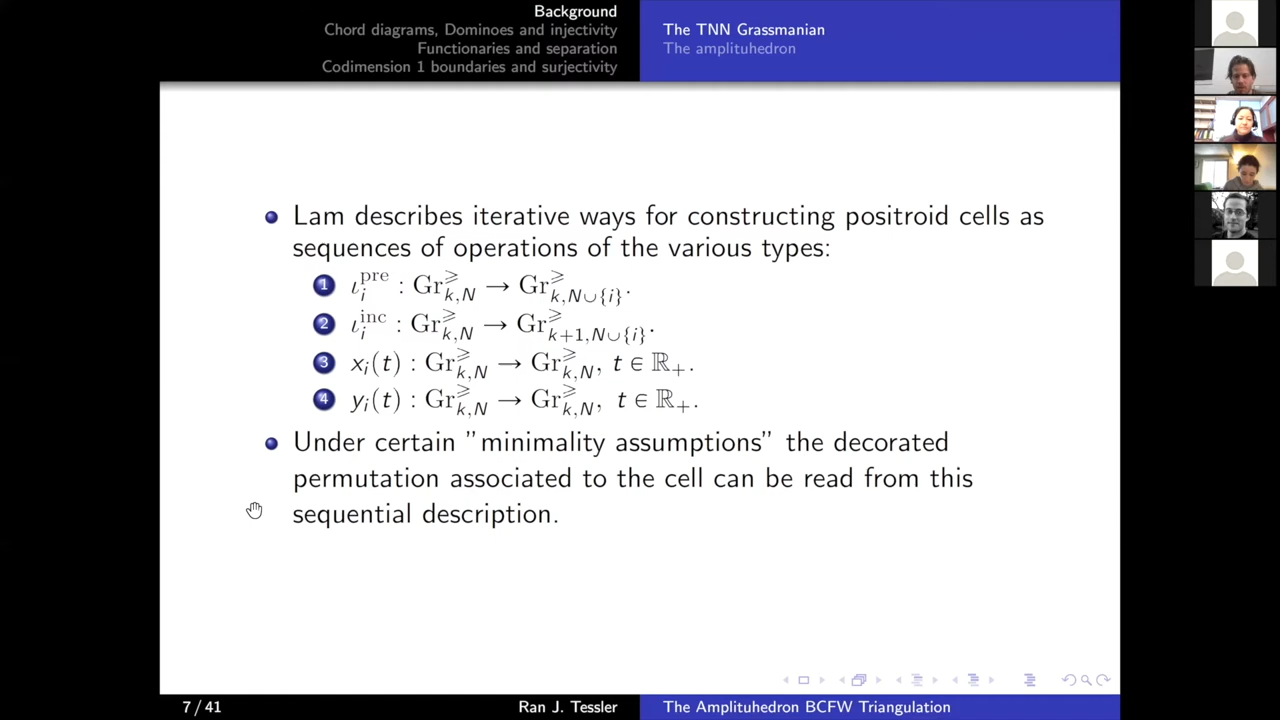 Background
Chord diagrams, Dominoes and injectivity
Functionaries and separation
Codimension 1 boundaries and surjectivity
The TNN Grassmanian
The amplituhedron
Lam describes iterative ways for constructing positroid cells as
sequences of operations of the various types:
1 ι_i^pre : Gr^⩾_{k,N} → Gr^⩾_{k,N∪{i}}.
2 ι_i^inc : Gr^⩾_{k,N} → Gr^⩾_{k+1,N∪{i}}.
3 x_i(t) : Gr^⩾_{k,N} → Gr^⩾_{k,N}, t ∈ ℝ_+.
4 y_i(t) : Gr^⩾_{k,N} → Gr^⩾_{k,N}, t ∈ ℝ_+.
Under certain ”minimality assumptions” the decorated
permutation associated to the cell can be read from this
sequential description.
7 / 41
Ran J. Tessler
The Amplituhedron BCFW Triangulation